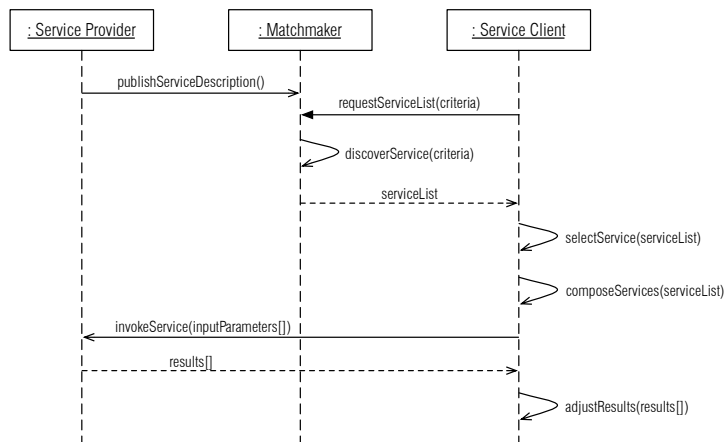 : Service Provider
: Matchmaker
: Service Client
publishServiceDescription()
requestServiceList(criteria)
discoverService(criteria)
serviceList
selectService(serviceList)
composeServices(serviceList)
invokeService(inputParameters[])
results[]
adjustResults(results[])